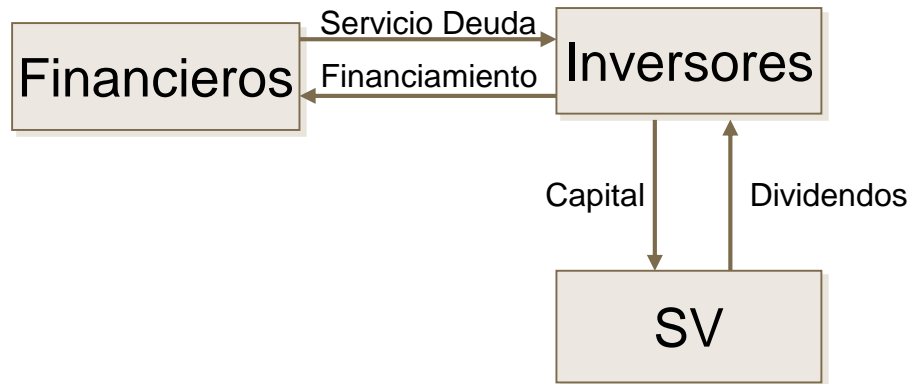 Servicio Deuda
Financieros
Inversores
Financiamiento
Capital
Dividendos
SV